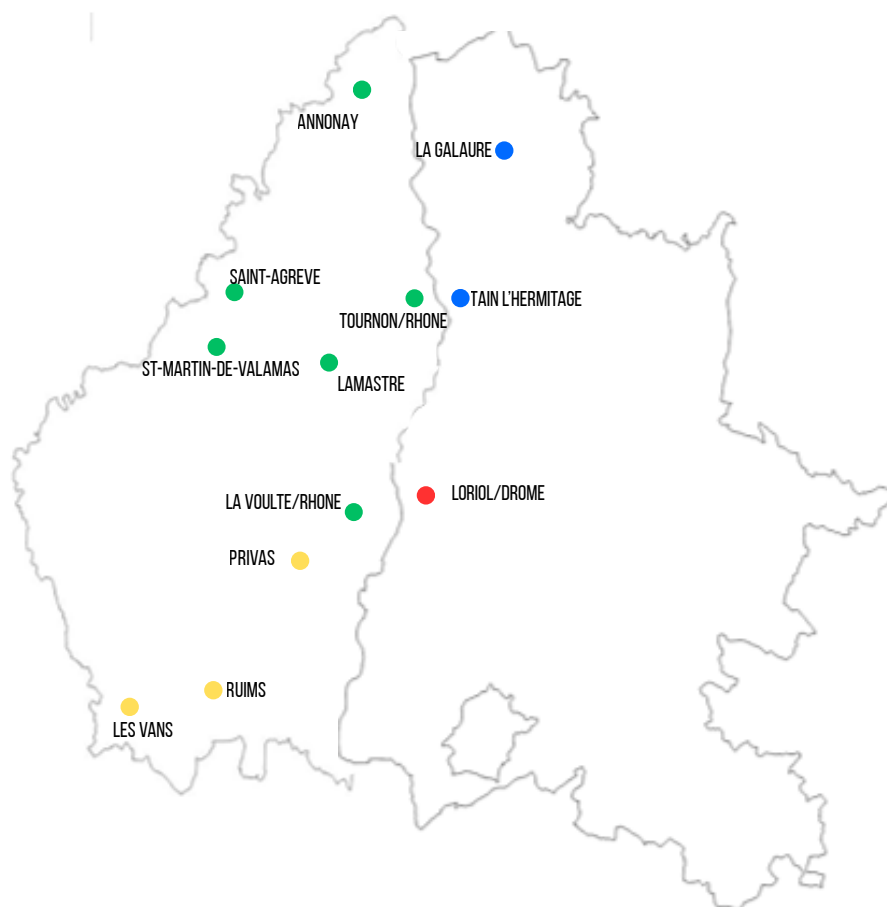 ANNONAY
LA GALAURE
SAINT-AGREVE
TAIN L'HERMITAGE
TOURNON/RHONE
ST-MARTIN-DE-VALAMAS
LAMASTRE
LORIOL/DROME
LA VOULTE/RHONE
PRIVAS
RUIMS
LES VANS